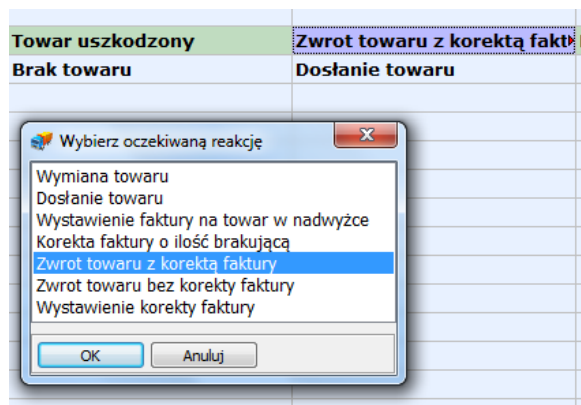 Towar uszkodzony Zwrot towaru z korektą fakt
Brak towaru Dosłanie towaru
Wybierz oczekiwaną reakcję
Wymiana towaru
Dosłanie towaru
Wystawienie faktury na towar w nadwyżce
Korekta faktury o ilość brakującą
Zwrot towaru z korektą faktury
Zwrot towaru bez korekty faktury
Wystawienie korekty faktury
OK Anuluj